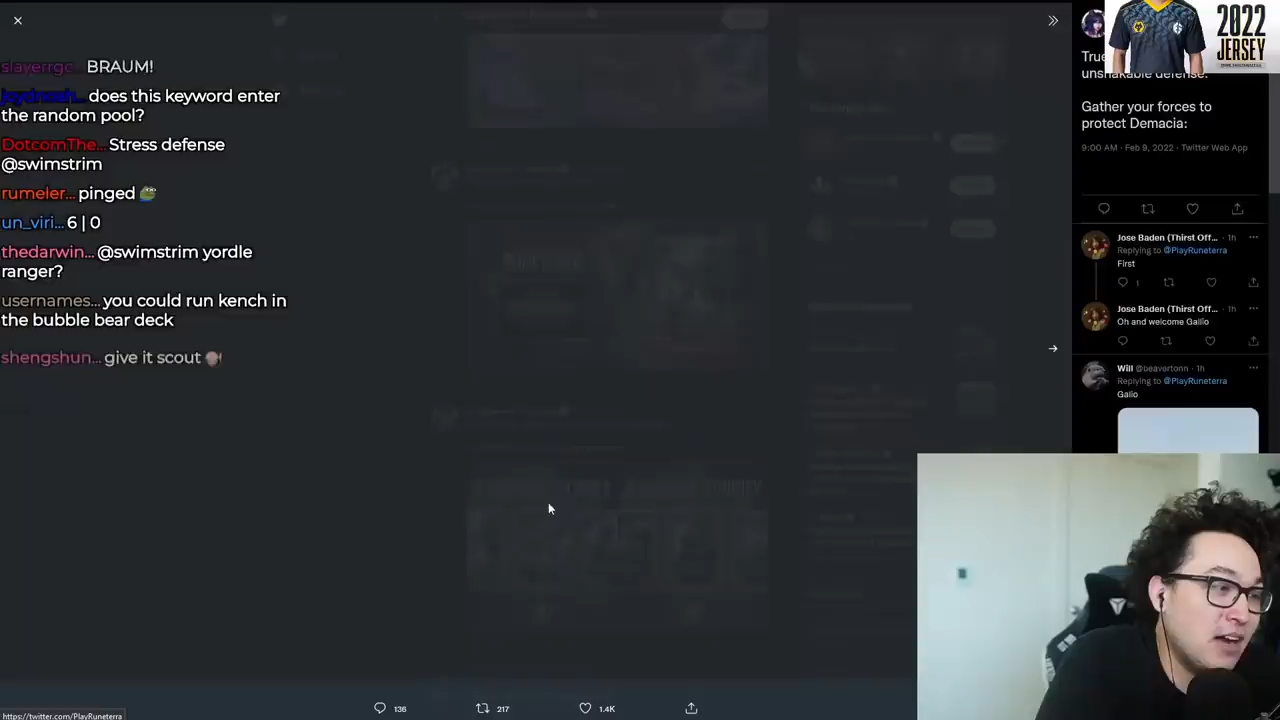 slayerrgc... BRAUM!
does this keyword enter
the random pool?
DotcomThe... Stress defense
@swimstrim
rumeler... pinged
un_viri... 6 | 0
thedarwin... @swimstrim yordle
ranger?
usernames... you could run kench in
the bubble bear deck
shengshun... give it scout
136
217
1.4K
https://twitter.com/PlayRuneterra
2022
JERSEY
True
unshakable defense.
Gather your forces to
protect Demacia:
9:00 AM · Feb 9, 2022 · Twitter Web App
Jose Baden (Thirst Off... · 1h
Replying to @PlayRuneterra
First
1
Jose Baden (Thirst Off... · 1h
Oh and welcome Galiio
Will @beavertonn · 1h
Replying to @PlayRuneterra
Galio